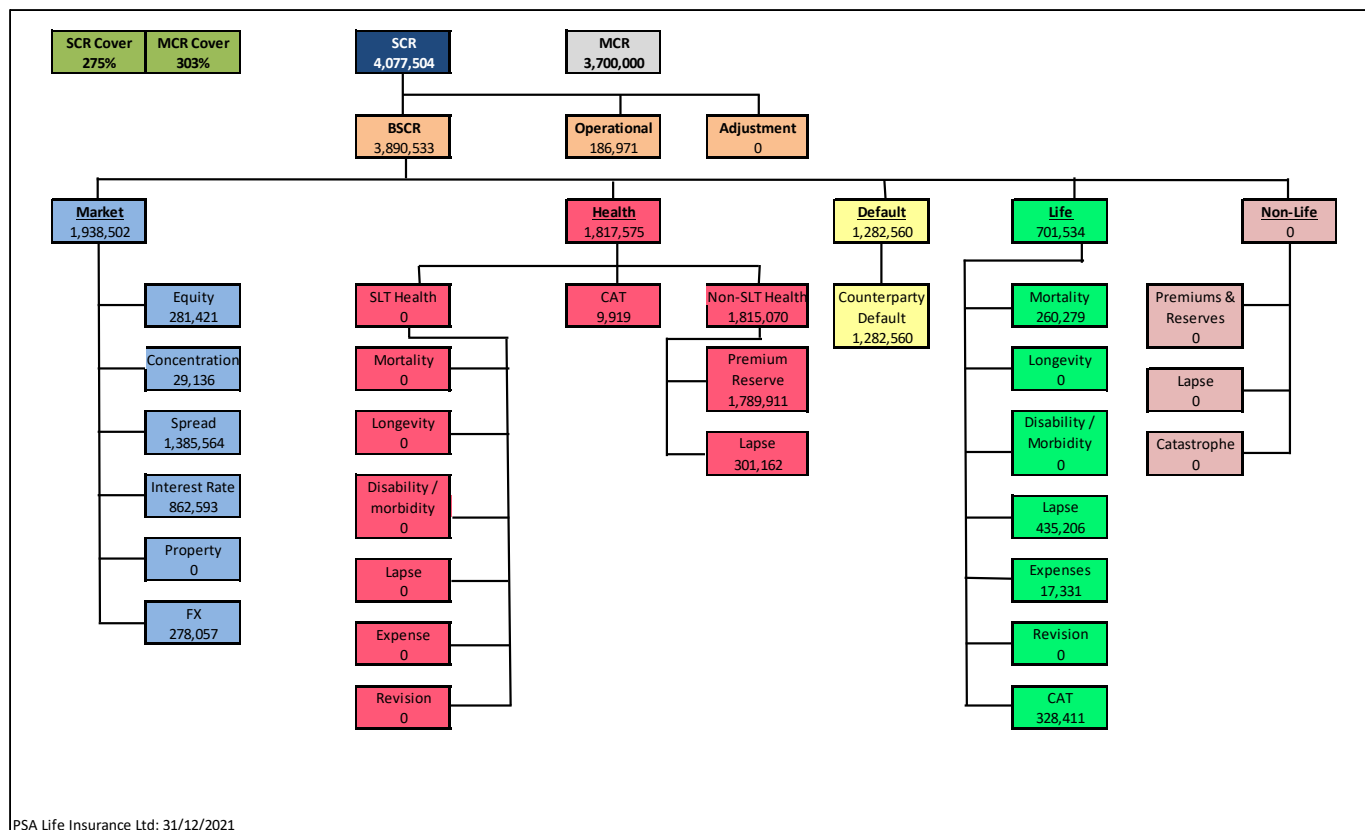 SCR Cover
275%
MCR Cover
303%
SCR
4,077,504
MCR
3,700,000
BSCR
3,890,533
Operational
186,971
Adjustment
0
Market
1,938,502
Health
1,817,575
Default
1,282,560
Life
701,534
Non-Life
0
Equity
281,421
Concentration
29,136
Spread
1,385,564
Interest Rate
862,593
Property
0
FX
278,057
SLT Health
0
Mortality
0
Longevity
0
Disability /
morbidity
0
Lapse
0
Expense
0
Revision
0
CAT
9,919
Non-SLT Health
1,815,070
Premium
Reserve
1,789,911
Lapse
301,162
Counterparty
Default
1,282,560
Mortality
260,279
Longevity
0
Disability /
Morbidity
0
Lapse
435,206
Expenses
17,331
Revision
0
CAT
328,411
Premiums &
Reserves
0
Lapse
0
Catastrophe
0
PSA Life Insurance Ltd: 31/12/2021